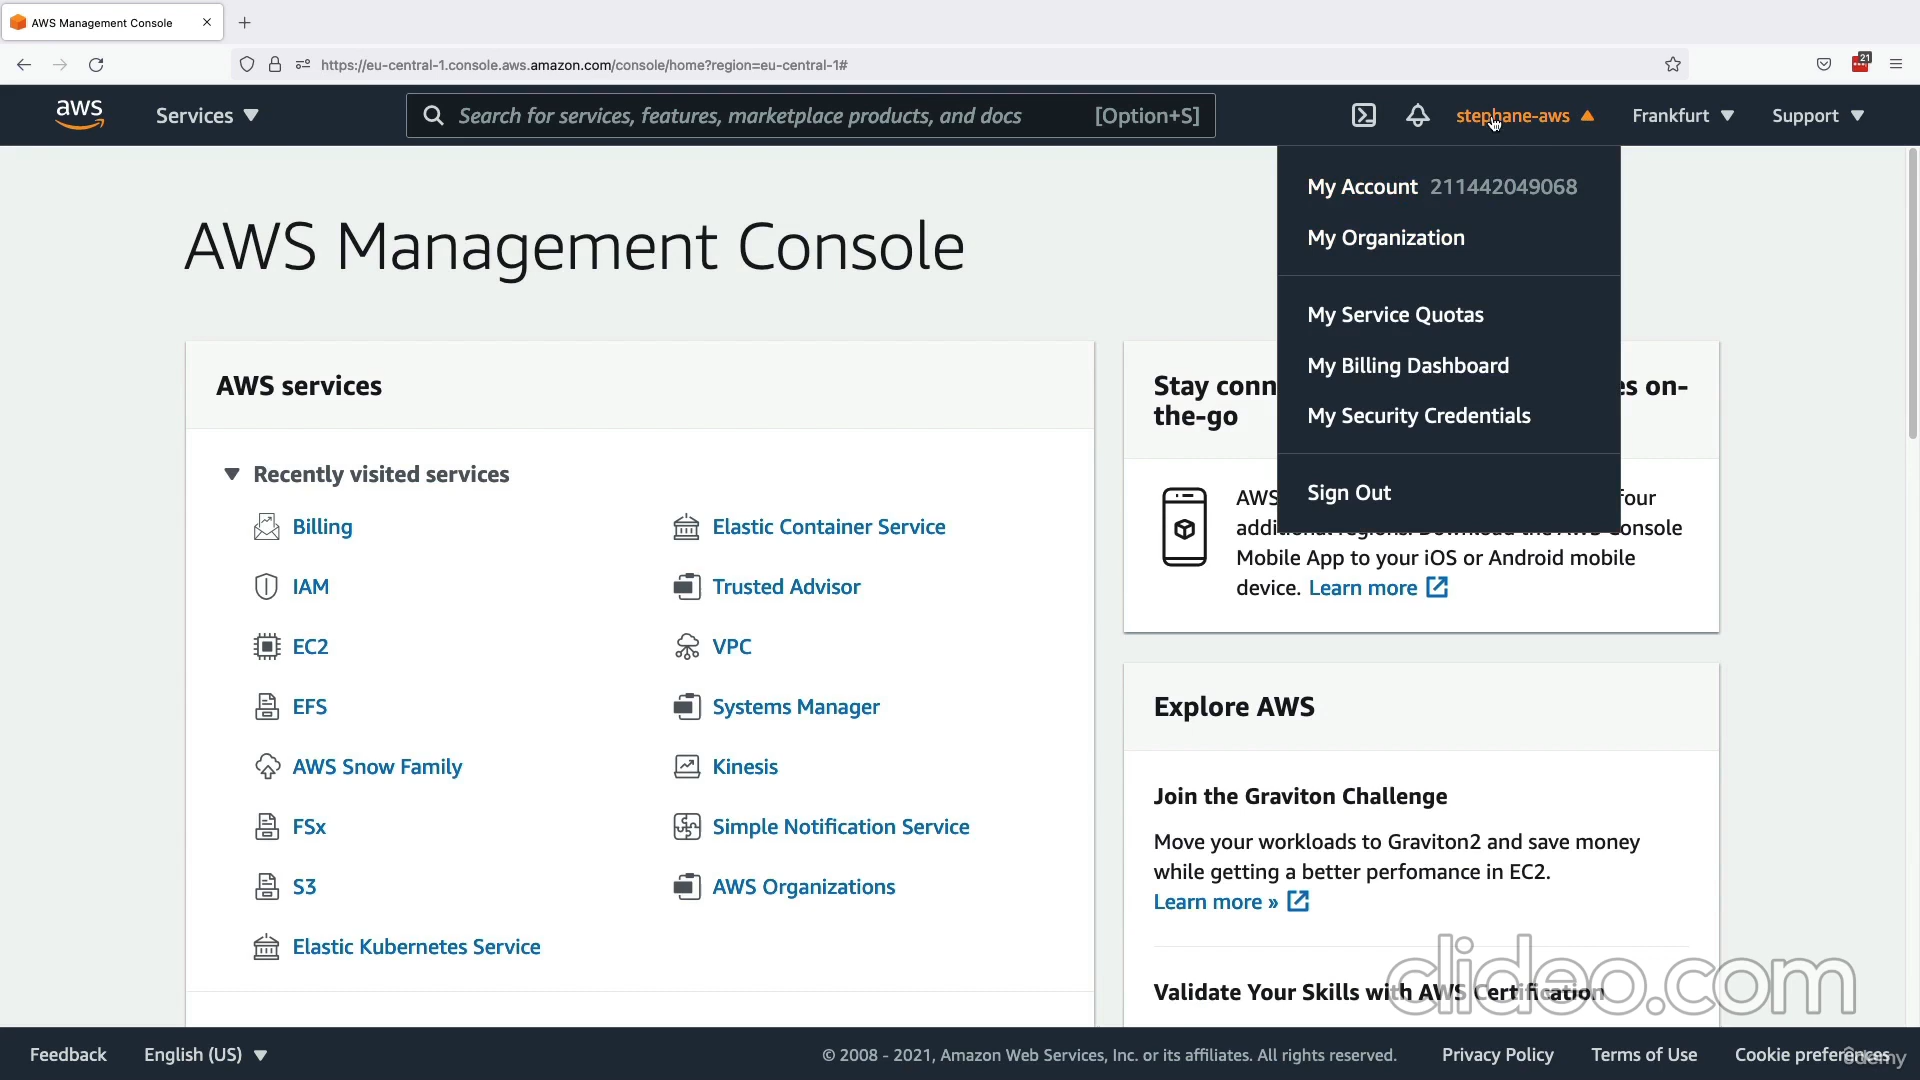 AWS Management Console
https://eu-central-1.console.aws.amazon.com/console/home?region=eu-central-1#
21
aws
Services
Search for services, features, marketplace products, and docs
[Option+S]
stephane-aws
Frankfurt
Support
My Account 211442049068
My Organization
My Service Quotas
My Billing Dashboard
My Security Credentials
Sign Out
AWS Management Console
AWS services
Recently visited services
Billing
IAM
EC2
EFS
AWS Snow Family
FSx
S3
Elastic Kubernetes Service
Elastic Container Service
Trusted Advisor
VPC
Systems Manager
Kinesis
Simple Notification Service
AWS Organizations
Stay conn es on-
the-go
AWS four
additional regions. Download the AWS Console
Mobile App to your iOS or Android mobile
device. Learn more
Explore AWS
Join the Graviton Challenge
Move your workloads to Graviton2 and save money
while getting a better perfomance in EC2.
Learn more »
Validate Your Skills with AWS Certification
clideo.com
Feedback
English (US)
© 2008 - 2021, Amazon Web Services, Inc. or its affiliates. All rights reserved.
Privacy Policy
Terms of Use
Cookie preferences
ûdemy